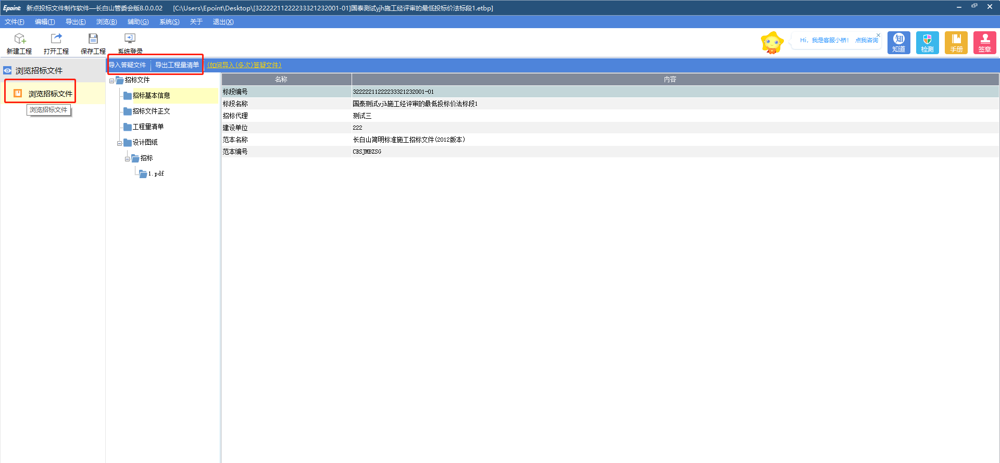 Epoint 新点投标文件制作软件—长白山管委会版8.0.0.02 [C:\Users\Epoint\Desktop\[32222211222233321232001-01]国泰测试yjh施工经评审的最低投标价法标段1.etbp]
文件(F) 编辑(T) 导出(E) 浏览(B) 辅助(G) 系统(S) 关于 退出(X)
新建工程 打开工程 保存工程 系统登录
Hi，我是客服小桥！ 点我咨询
知 知道 检测 手册 签章
导入答疑文件 导出工程量清单 (如何导入(多次)答疑文件)
浏览招标文件
浏览招标文件
浏览招标文件
招标文件
招标基本信息
招标文件正文
工程量清单
设计图纸
招标
1.pdf
名称 内容
标段编号 32222211222233321232001-01
标段名称 国泰测试yjh施工经评审的最低投标价法标段1
招标代理 测试三
建设单位 222
范本名称 长白山简明标准施工招标文件(2012版本)
范本编号 CBSJMBZSG